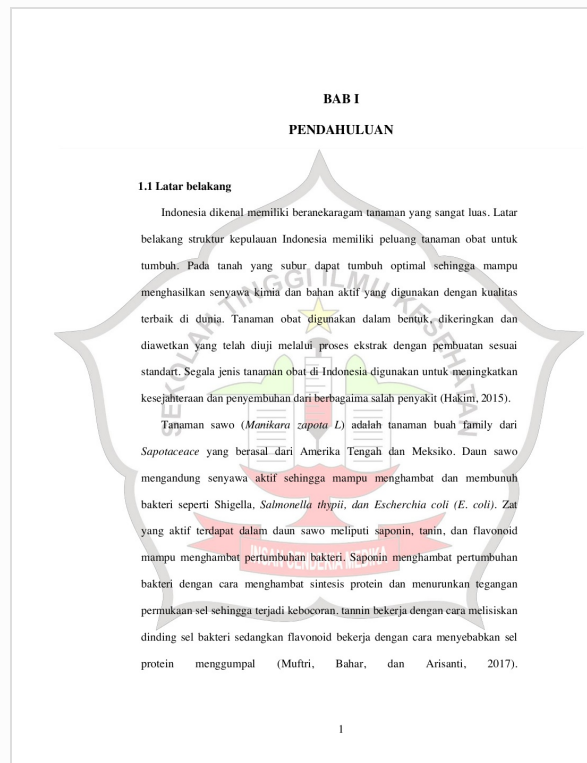 BAB I
PENDAHULUAN
1.1 Latar belakang
Indonesia dikenal memiliki beranekaragam tanaman yang sangat luas. Latar
belakang struktur kepulauan Indonesia memiliki peluang tanaman obat untuk
tumbuh. Pada tanah yang subur dapat tumbuh optimal sehingga mampu
menghasilkan senyawa kimia dan bahan aktif yang digunakan dengan kualitas
terbaik di dunia. Tanaman obat digunakan dalam bentuk, dikeringkan dan
diawetkan yang telah diuji melalui proses ekstrak dengan pembuatan sesuai
standart. Segala jenis tanaman obat di Indonesia digunakan untuk meningkatkan
kesejahteraan dan penyembuhan dari berbagaima salah penyakit (Hakim, 2015).
Tanaman sawo (Manikara zapota L) adalah tanaman buah family dari
Sapotaceace yang berasal dari Amerika Tengah dan Meksiko. Daun sawo
mengandung senyawa aktif sehingga mampu menghambat dan membunuh
bakteri seperti Shigella, Salmonella thypii, dan Escherchia coli (E. coli). Zat
yang aktif terdapat dalam daun sawo meliputi saponin, tanin, dan flavonoid
mampu menghambat pertumbuhan bakteri. Saponin menghambat pertumbuhan
bakteri dengan cara menghambat sintesis protein dan menurunkan tegangan
permukaan sel sehingga terjadi kebocoran. tannin bekerja dengan cara melisiskan
dinding sel bakteri sedangkan flavonoid bekerja dengan cara menyebabkan sel
protein menggumpal (Muftri, Bahar, dan Arisanti, 2017).
1
SEKOLAH TINGGI ILMU KESEHATAN
INSAN CENDEKIA MEDIKA